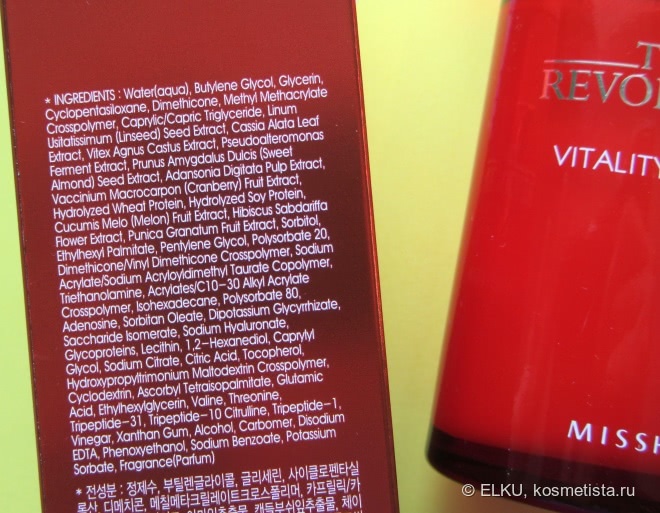 * INGREDIENTS : Water(aqua), Butylene Glycol, Glycerin,
Cyclopentasiloxane, Dimethicone, Methyl Methacrylate
Crosspolymer, Caprylic/Capric Triglyceride, Linum
Usitatissimum (Linseed) Seed Extract, Cassia Alata Leaf
Extract, Vitex Agnus Castus Extract, Pseudoalteromonas
Ferment Extract, Prunus Amygdalus Dulcis (Sweet
Almond) Seed Extract, Adansonia Digitata Pulp Extract,
Vaccinium Macrocarpon (Cranberry) Fruit Extract,
Hydrolyzed Wheat Protein, Hydrolyzed Soy Protein,
Cucumis Melo (Melon) Fruit Extract, Hibiscus Sabdariffa
Flower Extract, Punica Granatum Fruit Extract, Sorbitol,
Ethylhexyl Palmitate, Pentylene Glycol, Polysorbate 20,
Dimethicone/Vinyl Dimethicone Crosspolymer, Sodium
Acrylate/Sodium Acryloyldimethyl Taurate Copolymer,
Triethanolamine, Acrylates/C10-30 Alkyl Acrylate
Crosspolymer, Isohexadecane, Polysorbate 80,
Adenosine, Sorbitan Oleate, Dipotassium Glycyrrhizate,
Saccharide Isomerate, Sodium Hyaluronate,
Glycoproteins, Lecithin, 1,2-Hexanediol, Caprylyl
Glycol, Sodium Citrate, Citric Acid, Tocopherol,
Hydroxypropyltrimonium Maltodextrin Crosspolymer,
Cyclodextrin, Ascorbyl Tetraisopalmitate, Glutamic
Acid, Ethylhexylglycerin, Valine, Threonine,
Tripeptide-31, Tripeptide-10 Citrulline, Tripeptide-1,
Vinegar, Xanthan Gum, Alcohol, Carbomer, Disodium
EDTA, Phenoxyethanol, Sodium Benzoate, Potassium
Sorbate, Fragrance(Parfum)
* 전성분 : 정제수, 부틸렌글라이콜, 글리세린, 사이클로펜타실
록산, 디메치콘, 메칠메타크릴레이트크로스폴리머, 카프릴릭/카
T
REVO
VITALITY
MISSH
© ELKU, kosmetista.ru